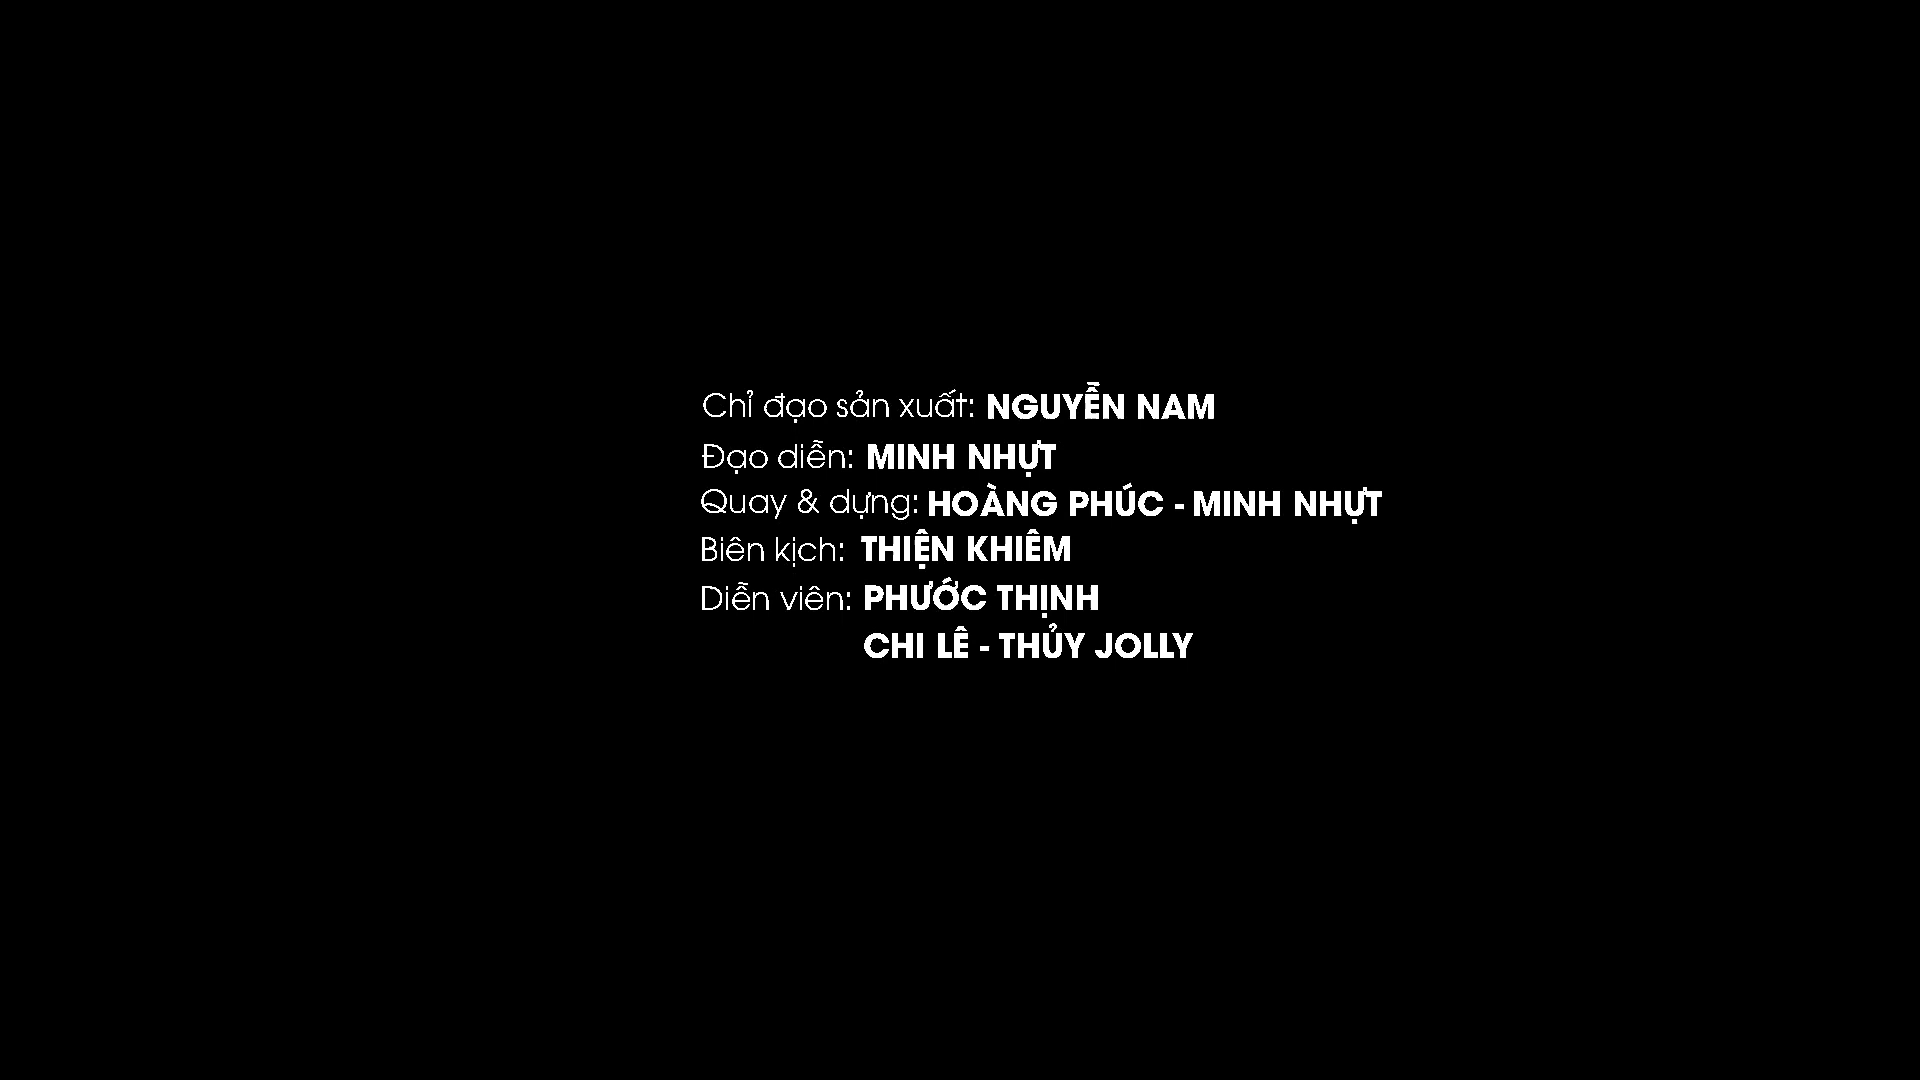 Chỉ đạo sản xuất: NGUYỄN NAM
Đạo diễn: MINH NHỰT
Quay & dựng: HOÀNG PHÚC - MINH NHỰT
Biên kịch: THIỆN KHIÊM
Diễn viên: PHƯỚC THỊNH
CHI LÊ - THỦY JOLLY